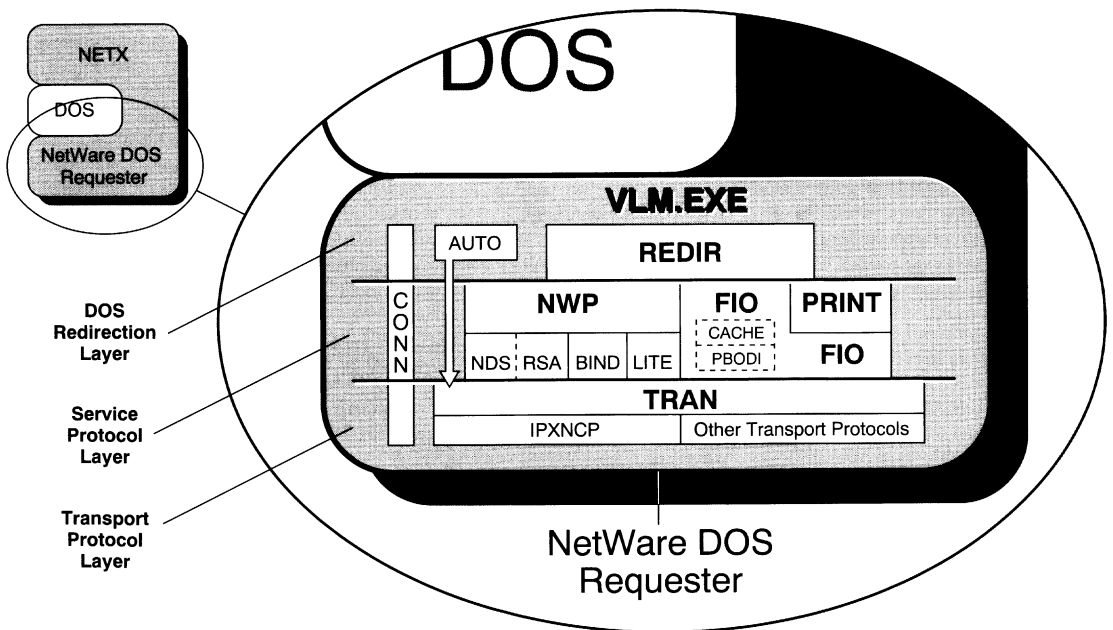 NETX
DOS
NetWare DOS
Requester
DOS
VLM.EXE
AUTO
REDIR
CONN
NWP
FIO
PRINT
CACHE
PBODI
FIO
NDS
RSA
BIND
LITE
TRAN
IPXNCP
Other Transport Protocols
DOS
Redirection
Layer
Service
Protocol
Layer
Transport
Protocol
Layer
NetWare DOS
Requester